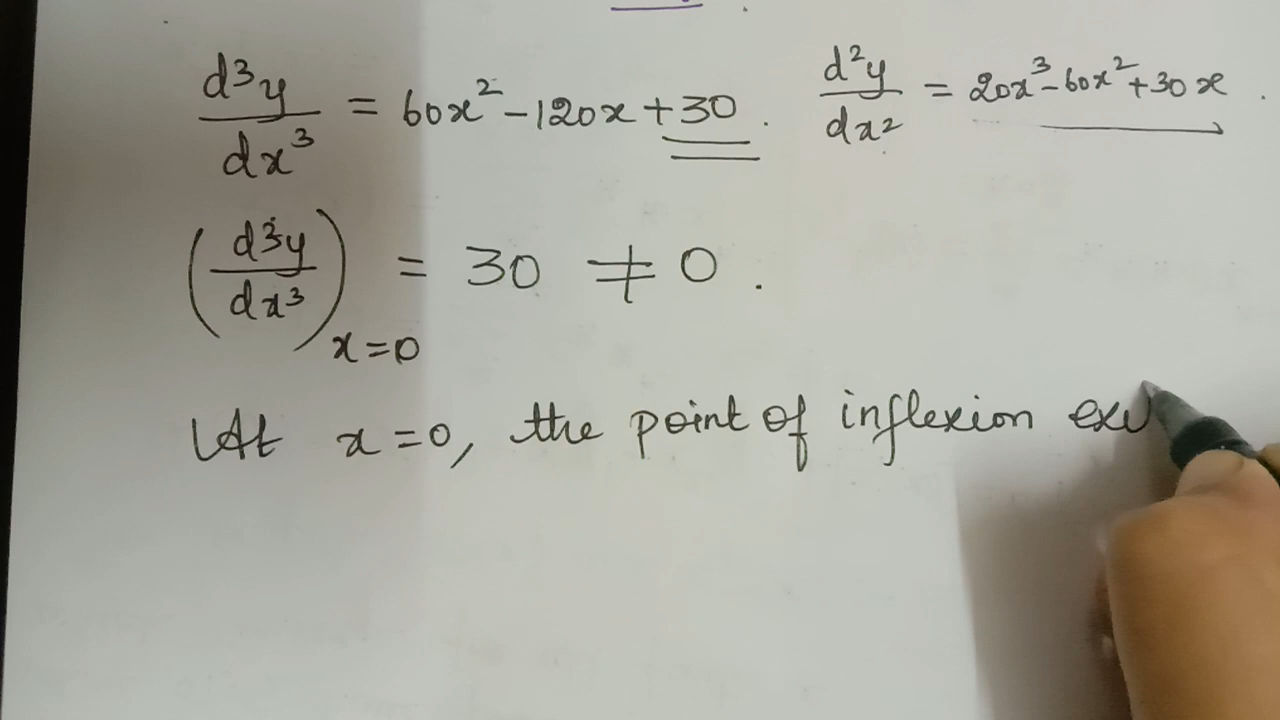 d³y/dx³ = 60x² - 120x + 30. d²y/dx² = 20x³ - 60x² + 30x.
(d³y/dx³)x=0 = 30 ≠ 0.
At x=0, the point of inflexion